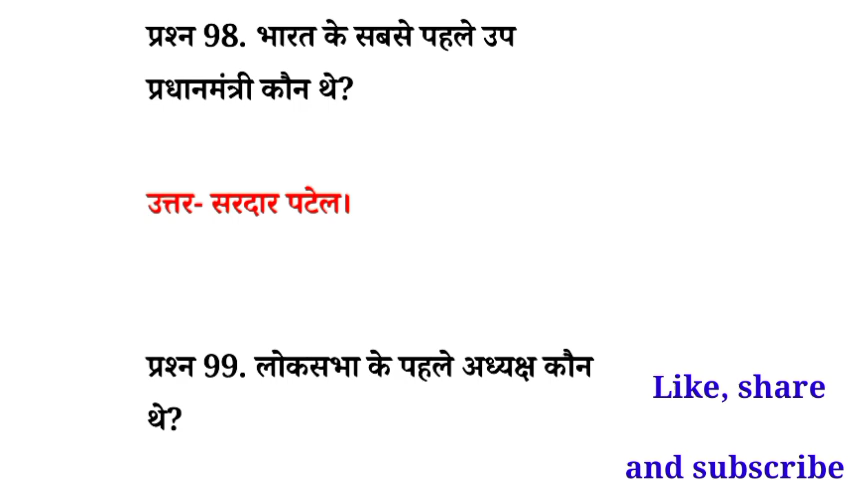 प्रश्न 98. भारत के सबसे पहले उप
प्रधानमंत्री कौन थे?
उत्तर- सरदार पटेल।
प्रश्न 99. लोकसभा के पहले अध्यक्ष कौन
थे?
Like, share
and subscribe